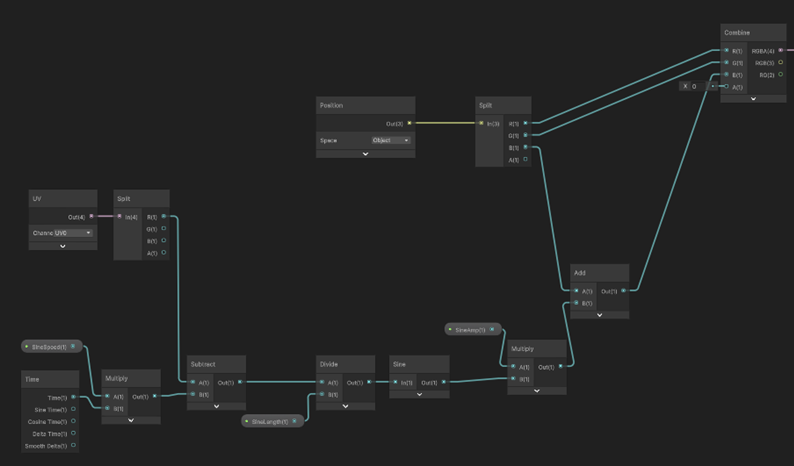 Combine
R(1) RGBA(4)
G(1) RGB(3)
B(1) RG(2)
X 0 A(1)
Position
Out(3)
Space Object
Split
In(3) R(1)
G(1)
B(1)
A(1)
UV
Out(4)
Channe UV0
Split
In(4) R(1)
G(1)
B(1)
A(1)
Add
A(1) Out(1)
B(1)
SineSpeed(1)
Time
Time(1)
Sine Time(1)
Cosine Time(1)
Delta Time(1)
Smooth Delta(1)
Multiply
A(1) Out(1)
B(1)
Subtract
A(1) Out(1)
B(1)
SineLength(1)
Divide
A(1) Out(1)
B(1)
Sine
In(1) Out(1)
SineAmp(1)
Multiply
A(1) Out(1)
B(1)